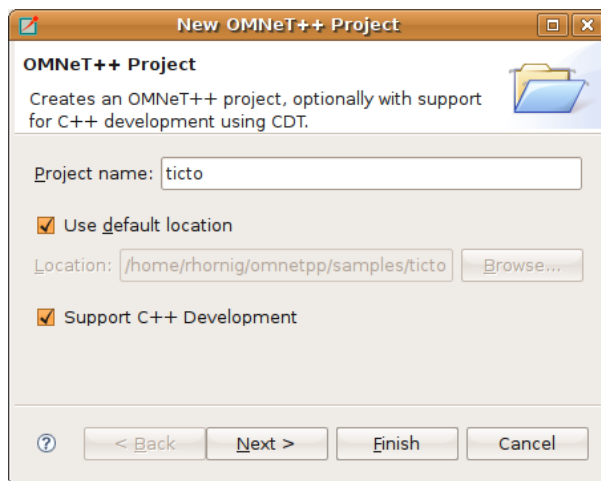 New OMNeT++ Project
OMNeT++ Project
Creates an OMNeT++ project, optionally with support
for C++ development using CDT.
Project name: ticto
Use default location
Location: /home/rhornig/omnetpp/samples/ticto Browse...
Support C++ Development
? < Back Next > Finish Cancel